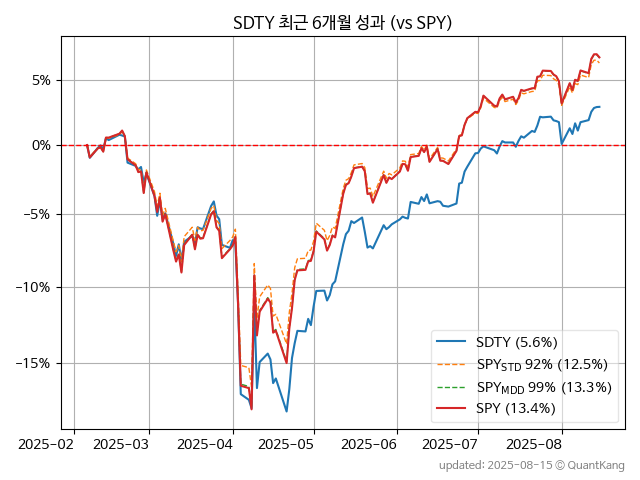 SDTY 최근 6개월 성과 (vs SPY)
5%
0%
−5%
−10%
−15%
SDTY (5.6%)
SPY_STD 92% (12.5%)
SPY_MDD 99% (13.3%)
SPY (13.4%)
2025-02 2025-03 2025-04 2025-05 2025-06 2025-07 2025-08
updated: 2025-08-15 © QuantKang